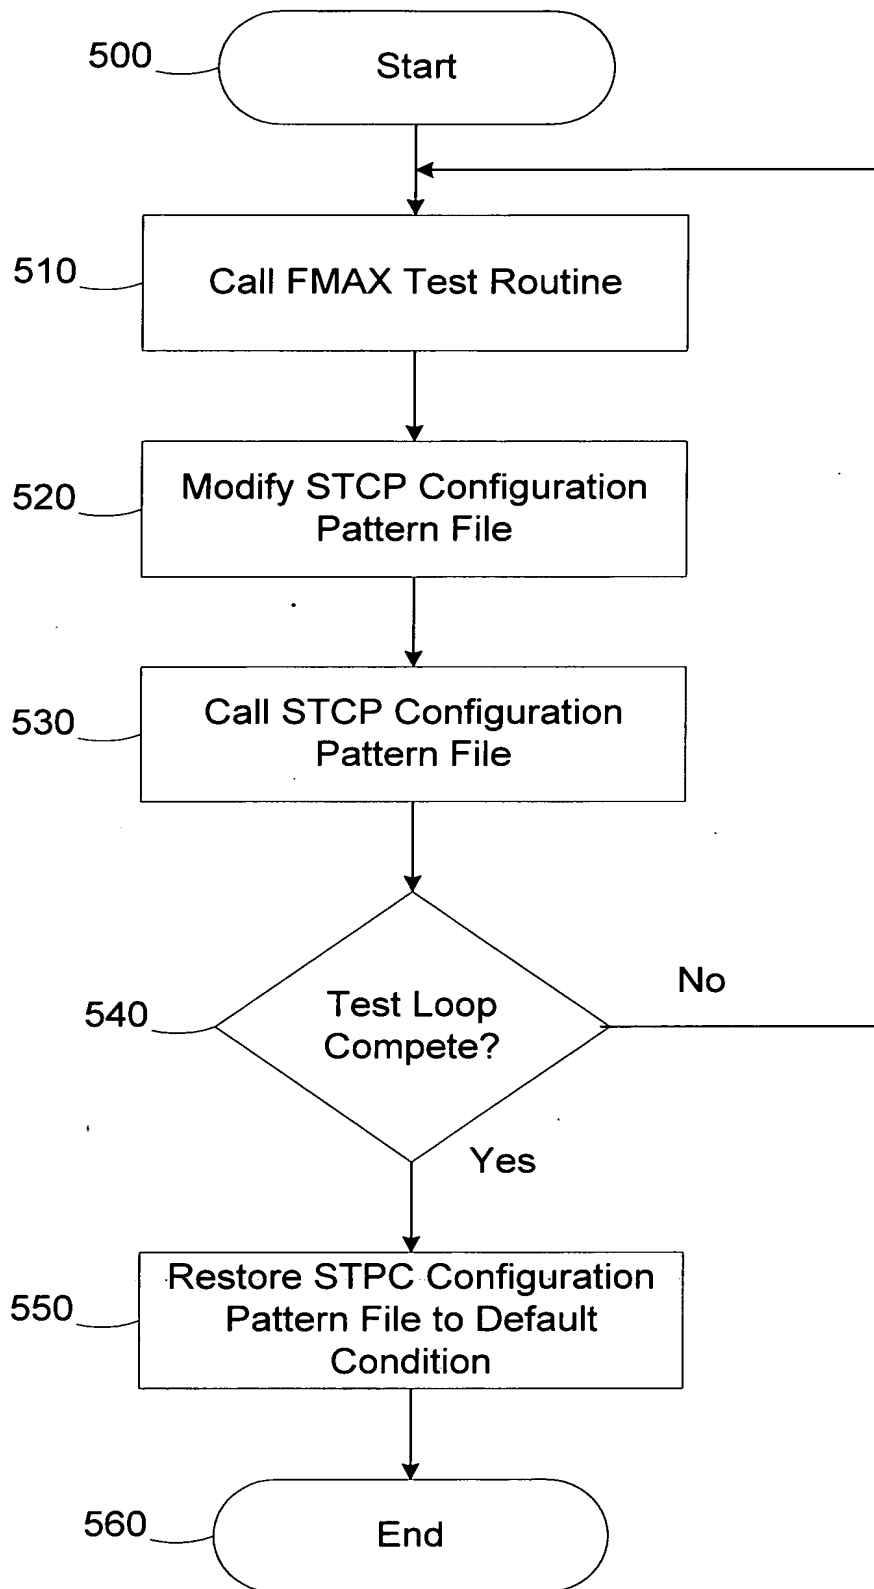 500
Start
510
Call FMAX Test Routine
520
Modify STCP Configuration
Pattern File
530
Call STCP Configuration
Pattern File
540
Test Loop
Compete?
No
Yes
550
Restore STPC Configuration
Pattern File to Default
Condition
560
End